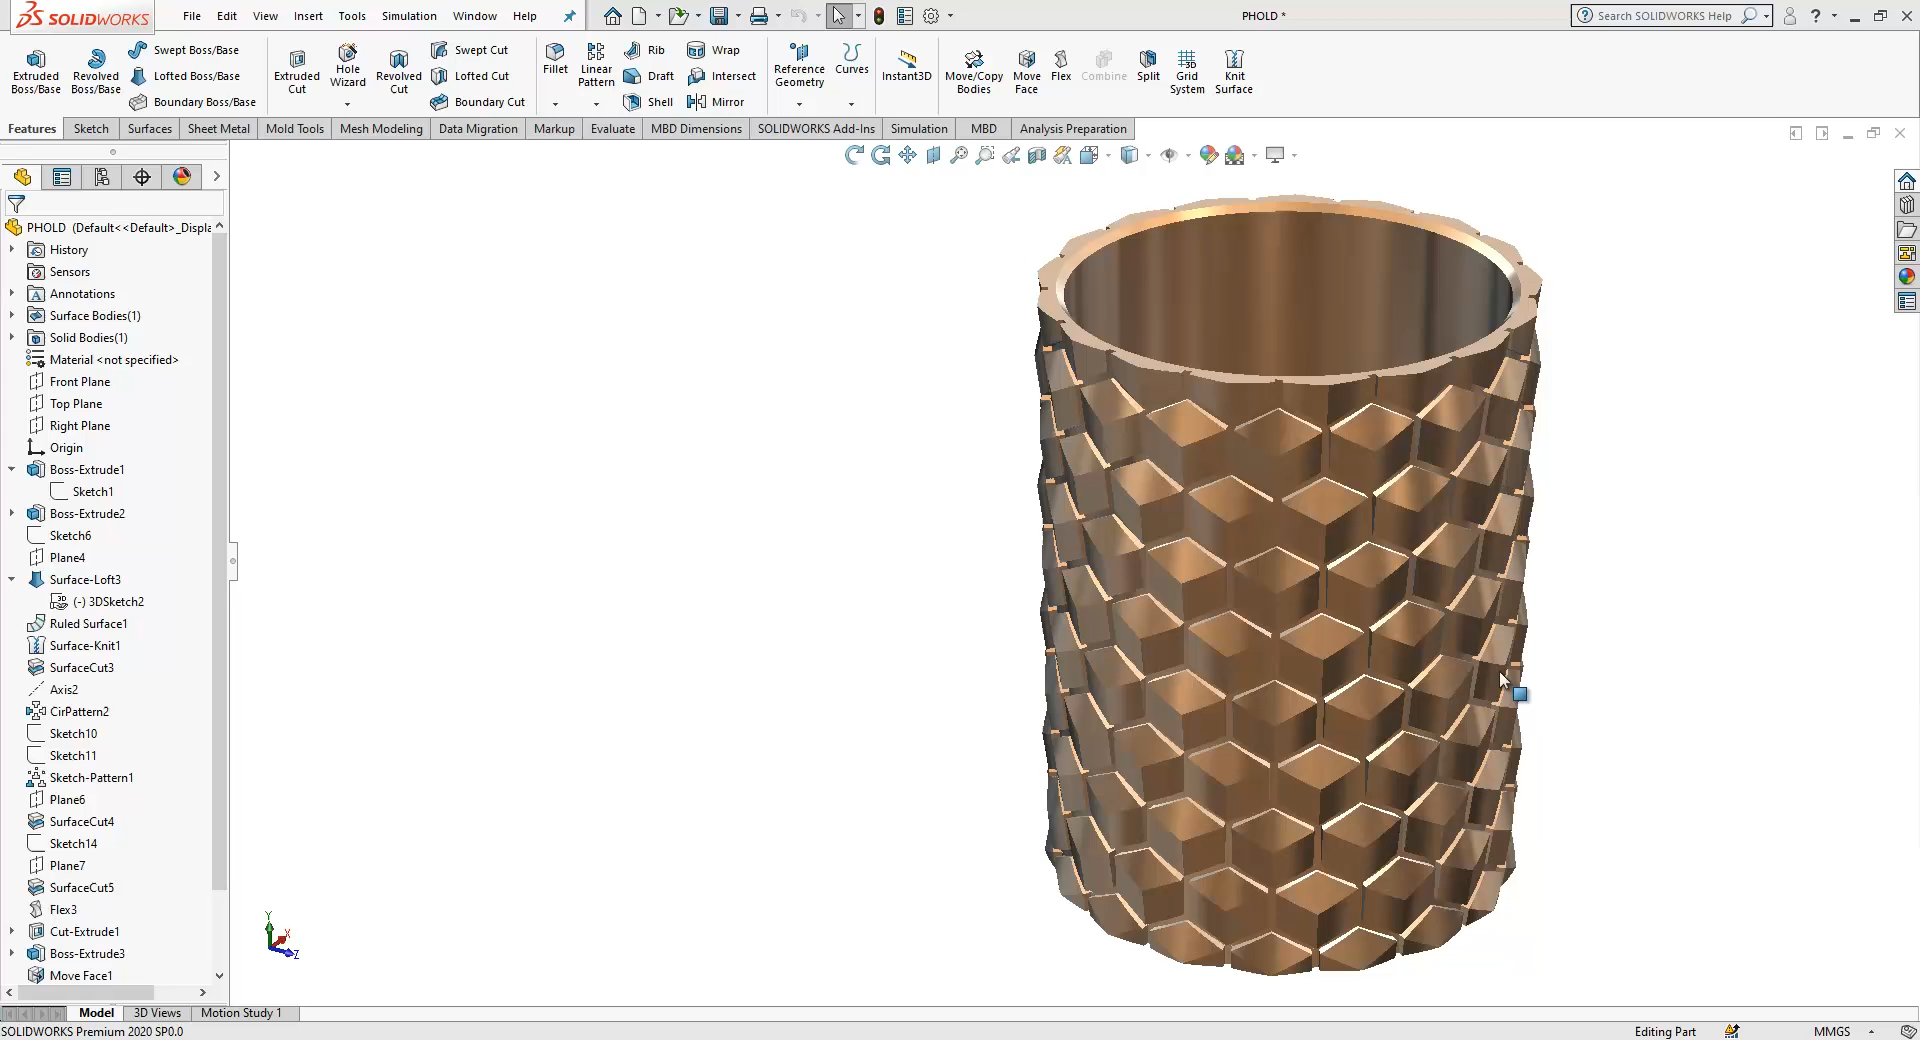 SOLIDWORKS
File Edit View Insert Tools Simulation Window Help
PHOLD *
Search SOLIDWORKS Help
Extruded Boss/Base
Revolved Boss/Base
Swept Boss/Base
Lofted Boss/Base
Boundary Boss/Base
Extruded Cut
Hole Wizard
Revolved Cut
Swept Cut
Lofted Cut
Boundary Cut
Fillet
Linear Pattern
Rib
Draft
Shell
Wrap
Intersect
Mirror
Reference Geometry
Curves
Instant3D
Move/Copy Bodies
Move Face
Flex
Combine
Split
Grid System
Knit Surface
Features Sketch Surfaces Sheet Metal Mold Tools Mesh Modeling Data Migration Markup Evaluate MBD Dimensions SOLIDWORKS Add-Ins Simulation MBD Analysis Preparation
PHOLD (Default<<Default>_Displa
History
Sensors
Annotations
Surface Bodies(1)
Solid Bodies(1)
Material <not specified>
Front Plane
Top Plane
Right Plane
Origin
Boss-Extrude1
Sketch1
Boss-Extrude2
Sketch6
Plane4
Surface-Loft3
(-) 3DSketch2
Ruled Surface1
Surface-Knit1
SurfaceCut3
Axis2
CirPattern2
Sketch10
Sketch11
Sketch-Pattern1
Plane6
SurfaceCut4
Sketch14
Plane7
SurfaceCut5
Flex3
Cut-Extrude1
Boss-Extrude3
Move Face1
Y
X
Z
Model 3D Views Motion Study 1
SOLIDWORKS Premium 2020 SP0.0
Editing Part
MMGS